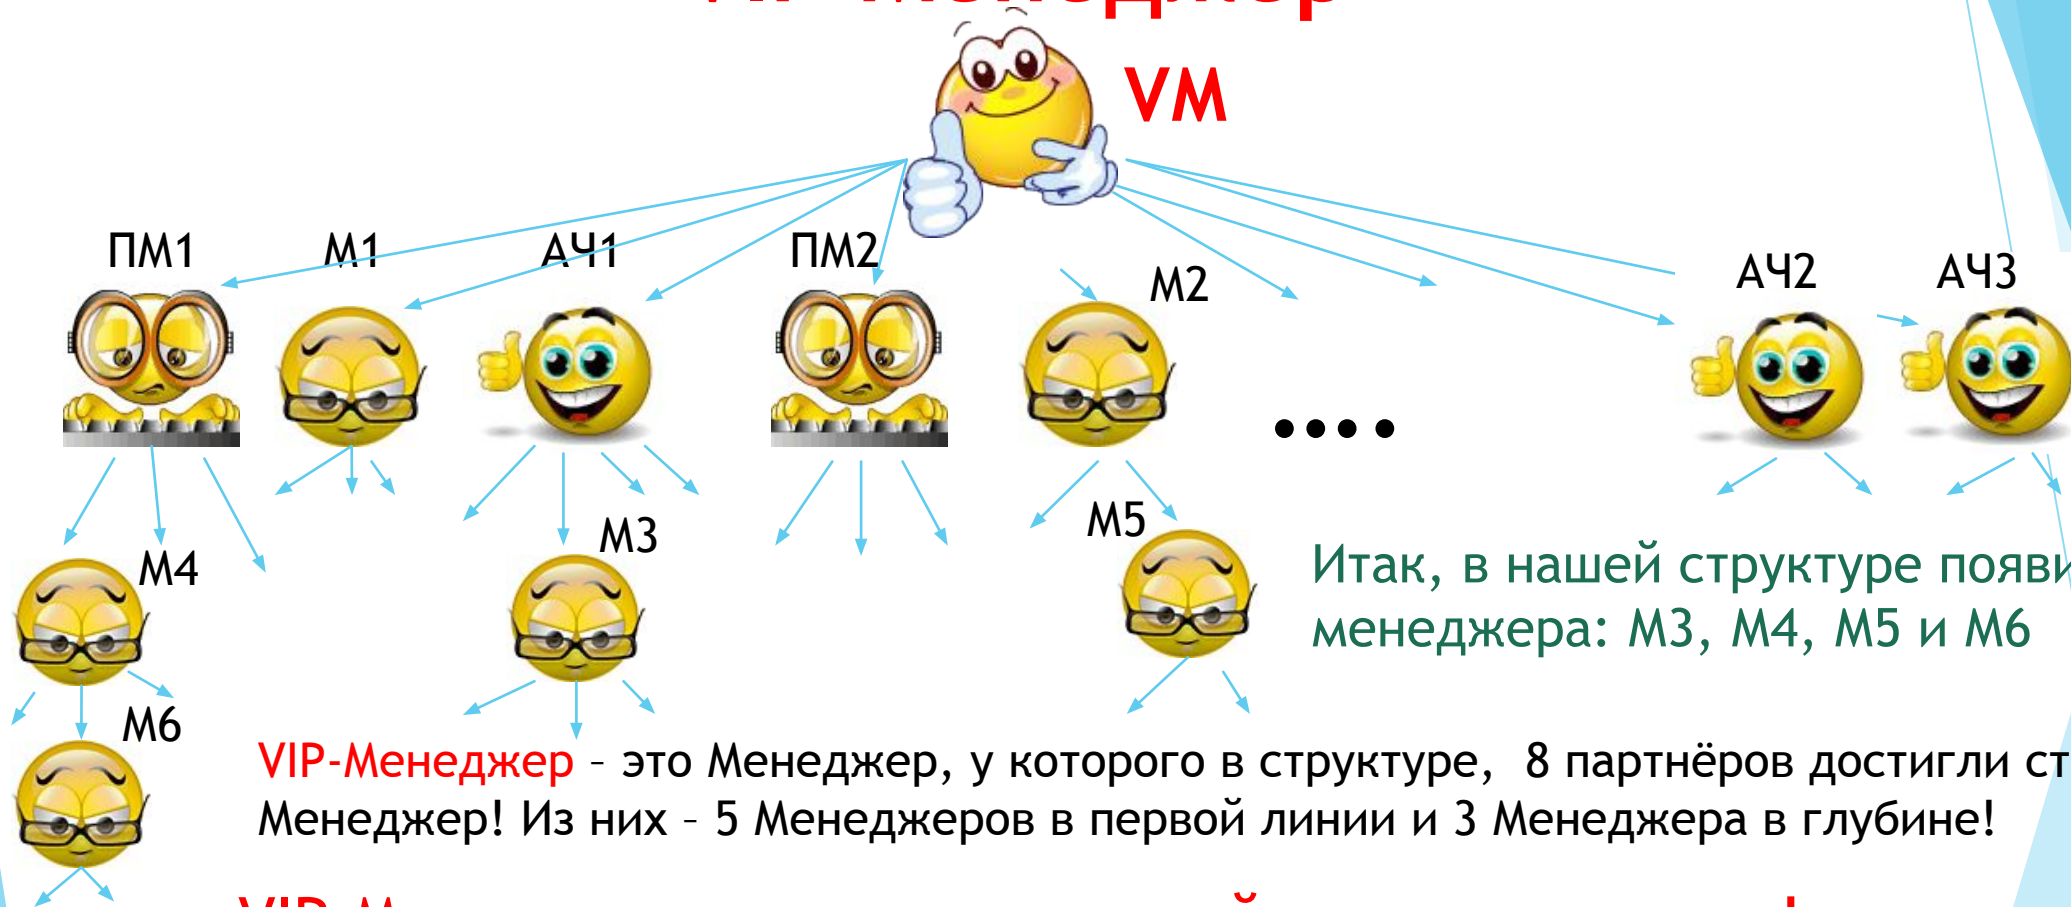 VM
ПМ1 М1 АЧ1 ПМ2 М2 АЧ2 АЧ3
....
М4 М3 М5
Итак, в нашей структуре
менеджера: М3, М4, М5 и М6
М6
VIP-Менеджер – это Менеджер, у которого в структуре, 8 партнёров достигли
Менеджер! Из них – 5 Менеджеров в первой линии и 3 Менеджера в глубине!